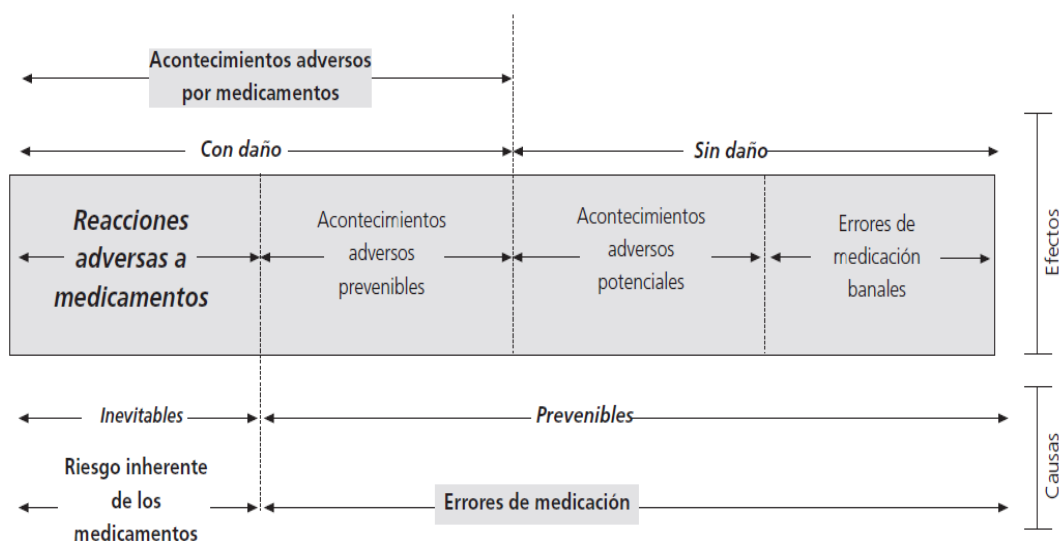 Acontecimientos adversos
por medicamentos
Con daño
Sin daño
Reacciones
adversas a
medicamentos
Acontecimientos
adversos
prevenibles
Acontecimientos
adversos
potenciales
Errores de
medicación
banales
Efectos
Inevitables
Prevenibles
Riesgo inherente
de los
medicamentos
Errores de medicación
Causas